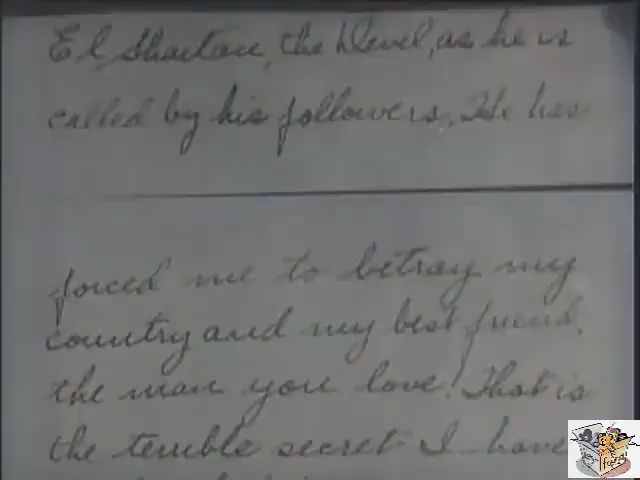 El Shaitan, the Devil, as he is
called by his followers. He has
forced me to betray my
country and my best friend,
the man you love! That is
the terrible secret I have